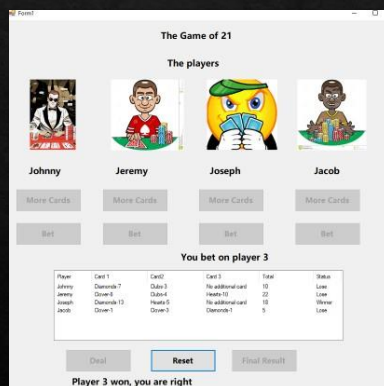 Form1
The Game of 21
The players
Johnny Jeremy Joseph Jacob
More Cards More Cards More Cards More Cards
Bet Bet Bet Bet
You bet on player 3
Player Card 1 Card2 Card 3 Total Status
Johnny Diamonds-7 Clubs-3 No additional card 10 Lose
Jeremy Clover-8 Clubs-4 Hearts-10 22 Lose
Joseph Diamonds-13 Hearts-5 No additional card 18 Winner
Jacob Clover-1 Clover-3 Diamonds-1 5 Lose
Deal Reset Final Result
Player 3 won, you are right